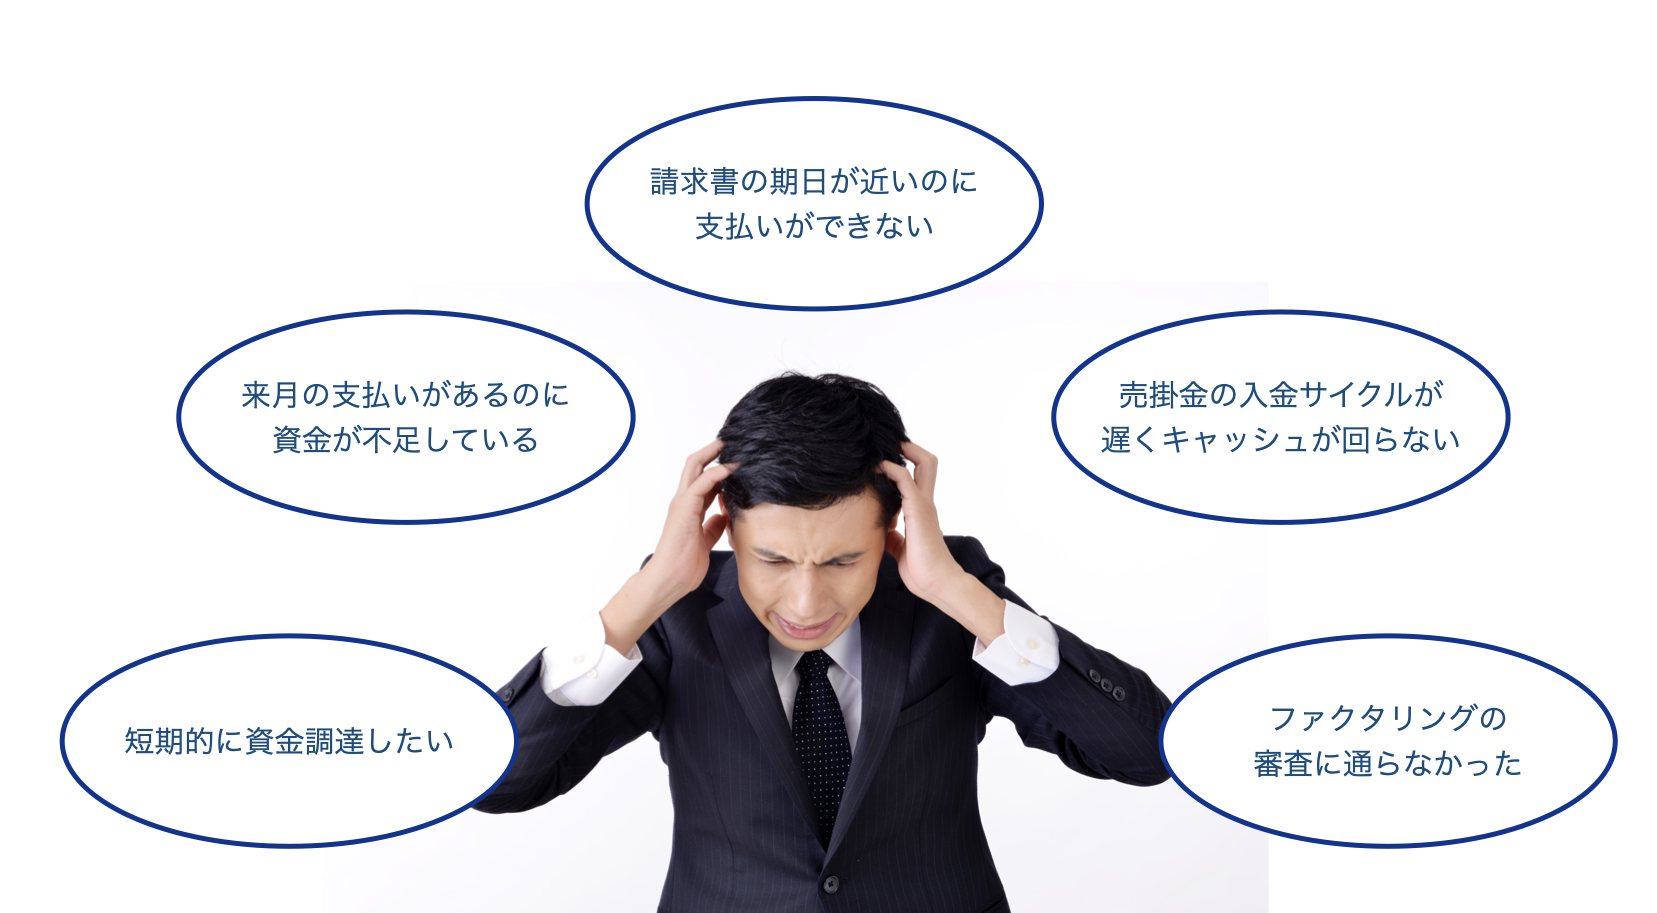 請求書の期日が近いのに
支払いができない
来月の支払いがあるのに
資金が不足している
売掛金の入金サイクルが
遅くキャッシュが回らない
短期的に資金調達したい
ファクタリングの
審査に通らなかった